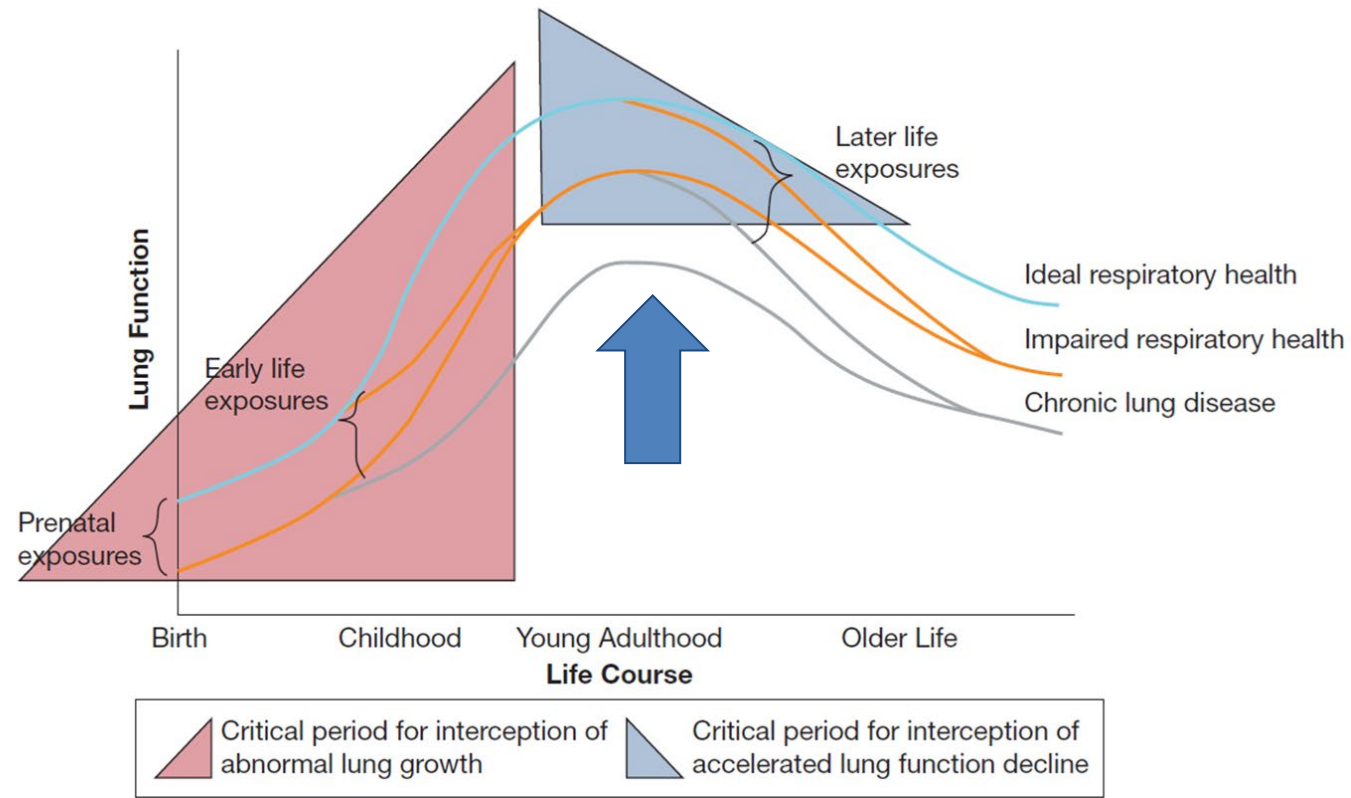 Later life
exposures
Lung Function
Ideal respiratory health
Impaired respiratory health
Early life
exposures
Chronic lung disease
Prenatal
exposures
Birth
Childhood
Young Adulthood
Older Life
Life Course
Critical period for interception of
abnormal lung growth
Critical period for interception of
accelerated lung function decline